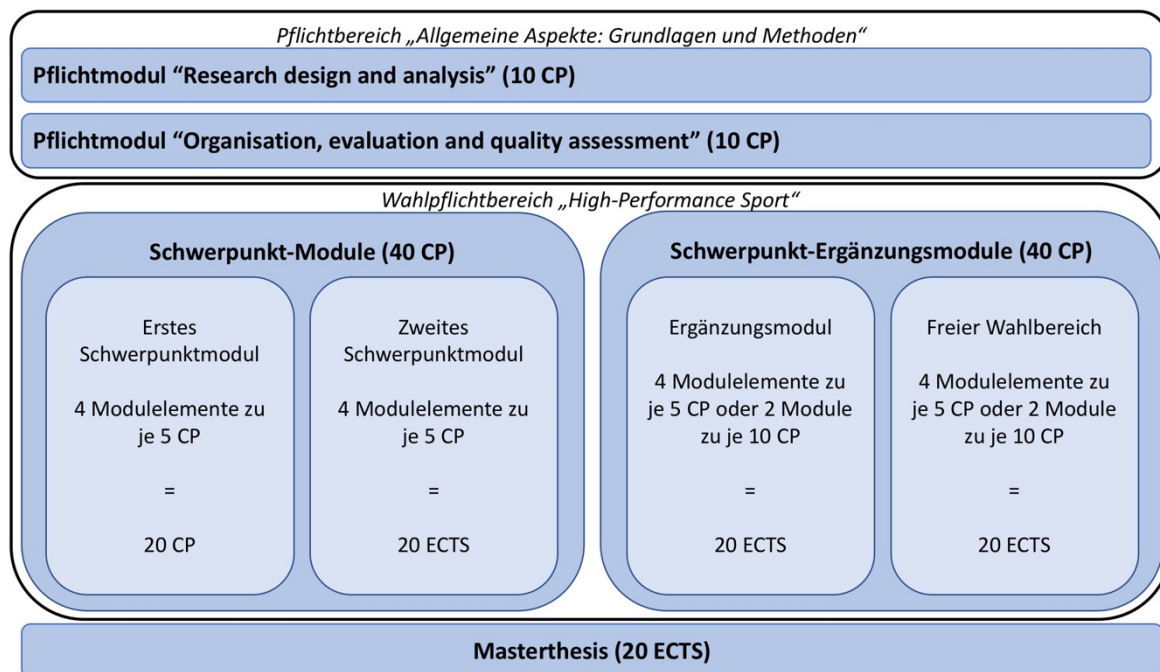 Pflichtbereich „Allgemeine Aspekte: Grundlagen und Methoden“
Pflichtmodul “Research design and analysis” (10 CP)
Pflichtmodul “Organisation, evaluation and quality assessment” (10 CP)
Wahlpflichtbereich „High-Performance Sport“
Schwerpunkt-Module (40 CP)
Erstes
Schwerpunktmodul
4 Modulelemente zu
je 5 CP
=
20 CP
Zweites
Schwerpunktmodul
4 Modulelemente zu
je 5 CP
=
20 ECTS
Schwerpunkt-Ergänzungsmodule (40 CP)
Ergänzungsmodul
4 Modulelemente zu
je 5 CP oder 2 Module
zu je 10 CP
=
20 ECTS
Freier Wahlbereich
4 Modulelemente zu
je 5 CP oder 2 Module
zu je 10 CP
=
20 ECTS
Masterthesis (20 ECTS)